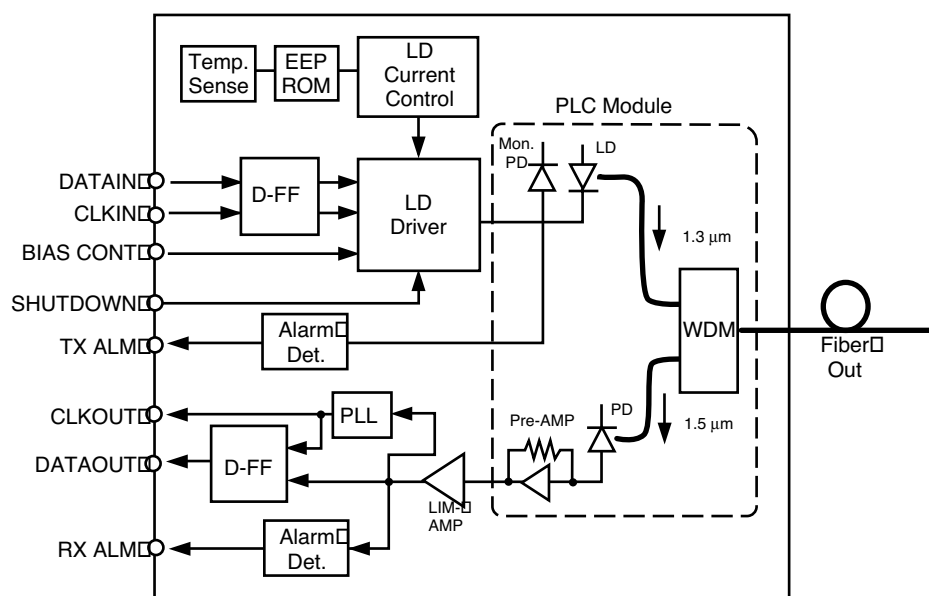 Temp.
Sense
EEP
ROM
LD
Current
Control
PLC Module
Mon.
PD
LD
DATAIN□
D-FF
CLKIN□
LD
Driver
BIAS CONT□
1.3 μm
SHUTDOWN□
WDM
TX ALM□
Alarm□
Det.
Fiber□
Out
CLKOUT□
PLL
Pre-AMP
PD
1.5 μm
DATAOUT□
D-FF
LIM-□
AMP
RX ALM□
Alarm□
Det.